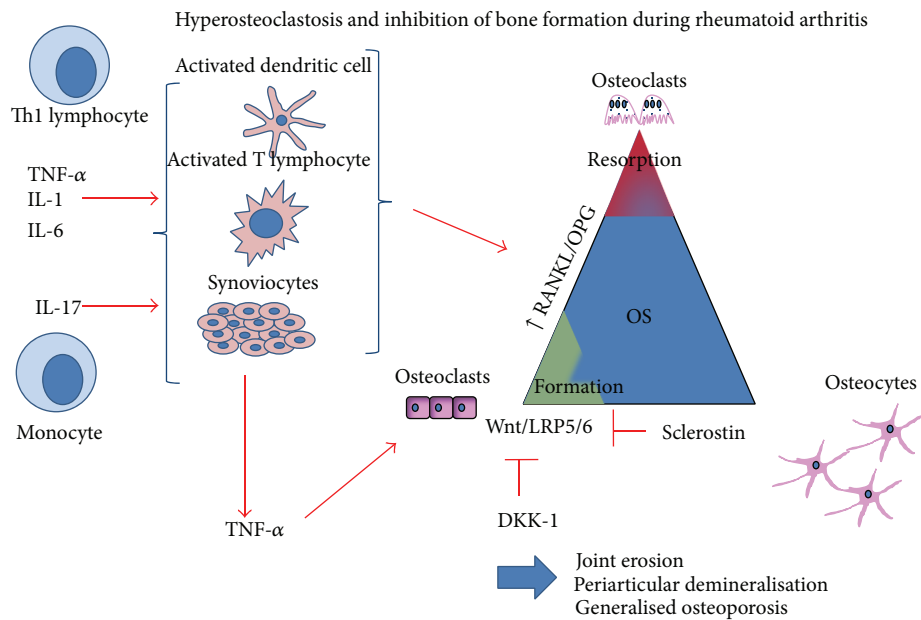 Hyperosteoclastosis and inhibition of bone formation during rheumatoid arthritis
Th1 lymphocyte
TNF-α
IL-1
IL-6
IL-17
Monocyte
Activated dendritic cell
Activated T lymphocyte
Synoviocytes
TNF-α
Osteoclasts
Resorption
↑ RANKL/OPG
OS
Formation
Osteoclasts
Wnt/LRP5/6
Sclerostin
Osteocytes
DKK-1
Joint erosion
Periarticular demineralisation
Generalised osteoporosis